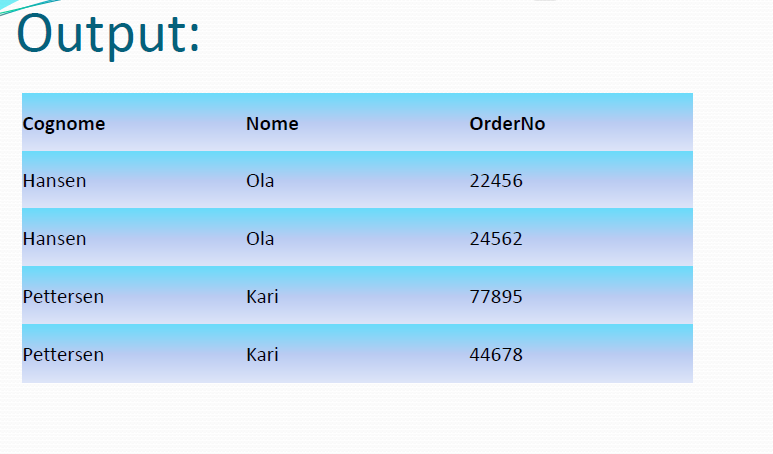 Output:
Cognome Nome OrderNo
Hansen Ola 22456
Hansen Ola 24562
Pettersen Kari 77895
Pettersen Kari 44678